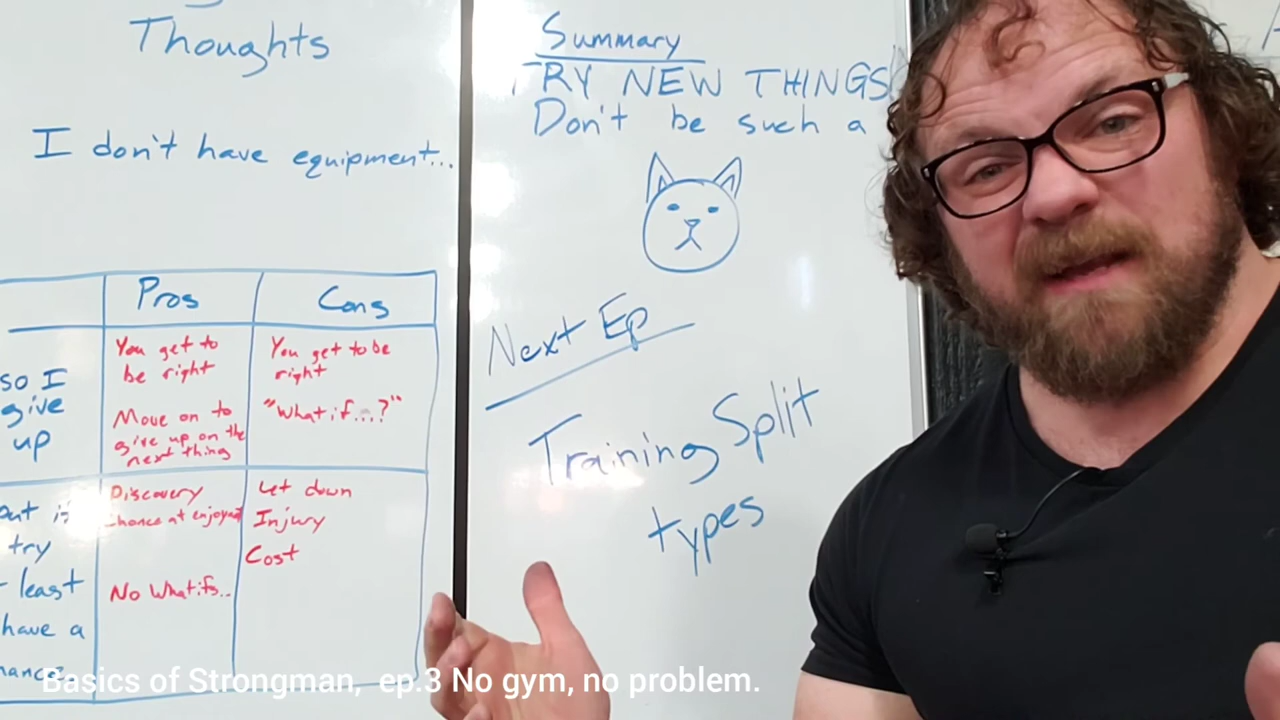 Thoughts
I don't have equipment...
Pros
Cons
so I
give
up
You get to
be right
Move on to
give up on the
next thing
You get to be
right
"What if...?"
try
least
have a
Discovery
chance at enjoyment
No What ifs..
Let down
Injury
Cost
Summary
TRY NEW THINGS
Don't be such a
Next Ep
Training Split
types
Basics of Strongman, ep.3 No gym, no problem.